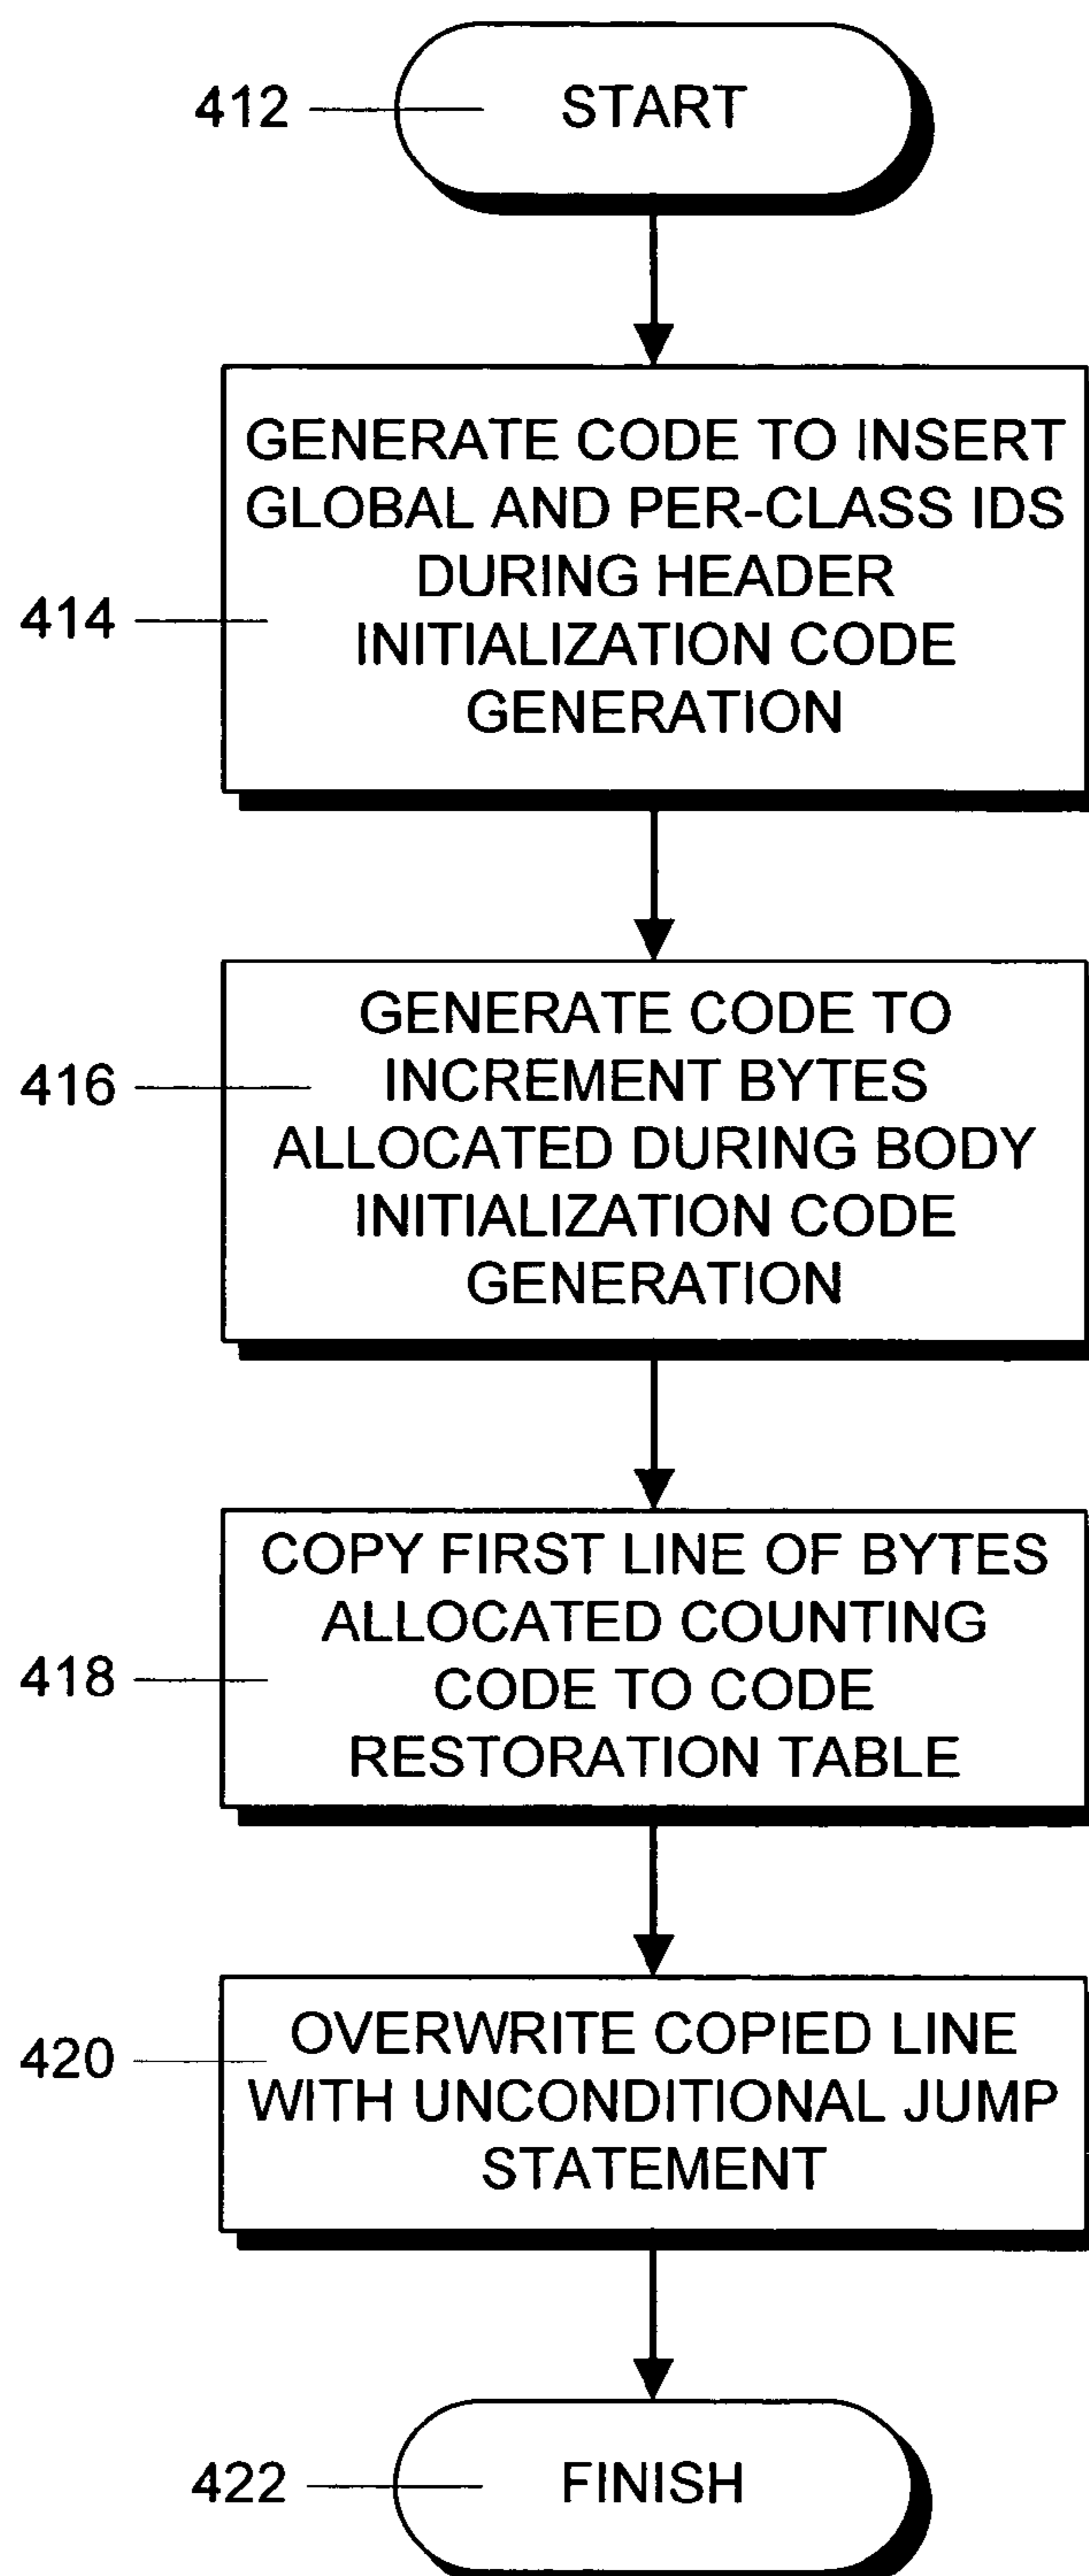 412
START
GENERATE CODE TO INSERT
GLOBAL AND PER-CLASS IDS
DURING HEADER
414
INITIALIZATION CODE
GENERATION
GENERATE CODE TO
416
INCREMENT BYTES
ALLOCATED DURING BODY
INITIALIZATION CODE
GENERATION
COPY FIRST LINE OF BYTES
ALLOCATED COUNTING
418
CODE TO CODE
RESTORATION TABLE
OVERWRITE COPIED LINE
420
WITH UNCONDITIONAL JUMP
STATEMENT
422
FINISH